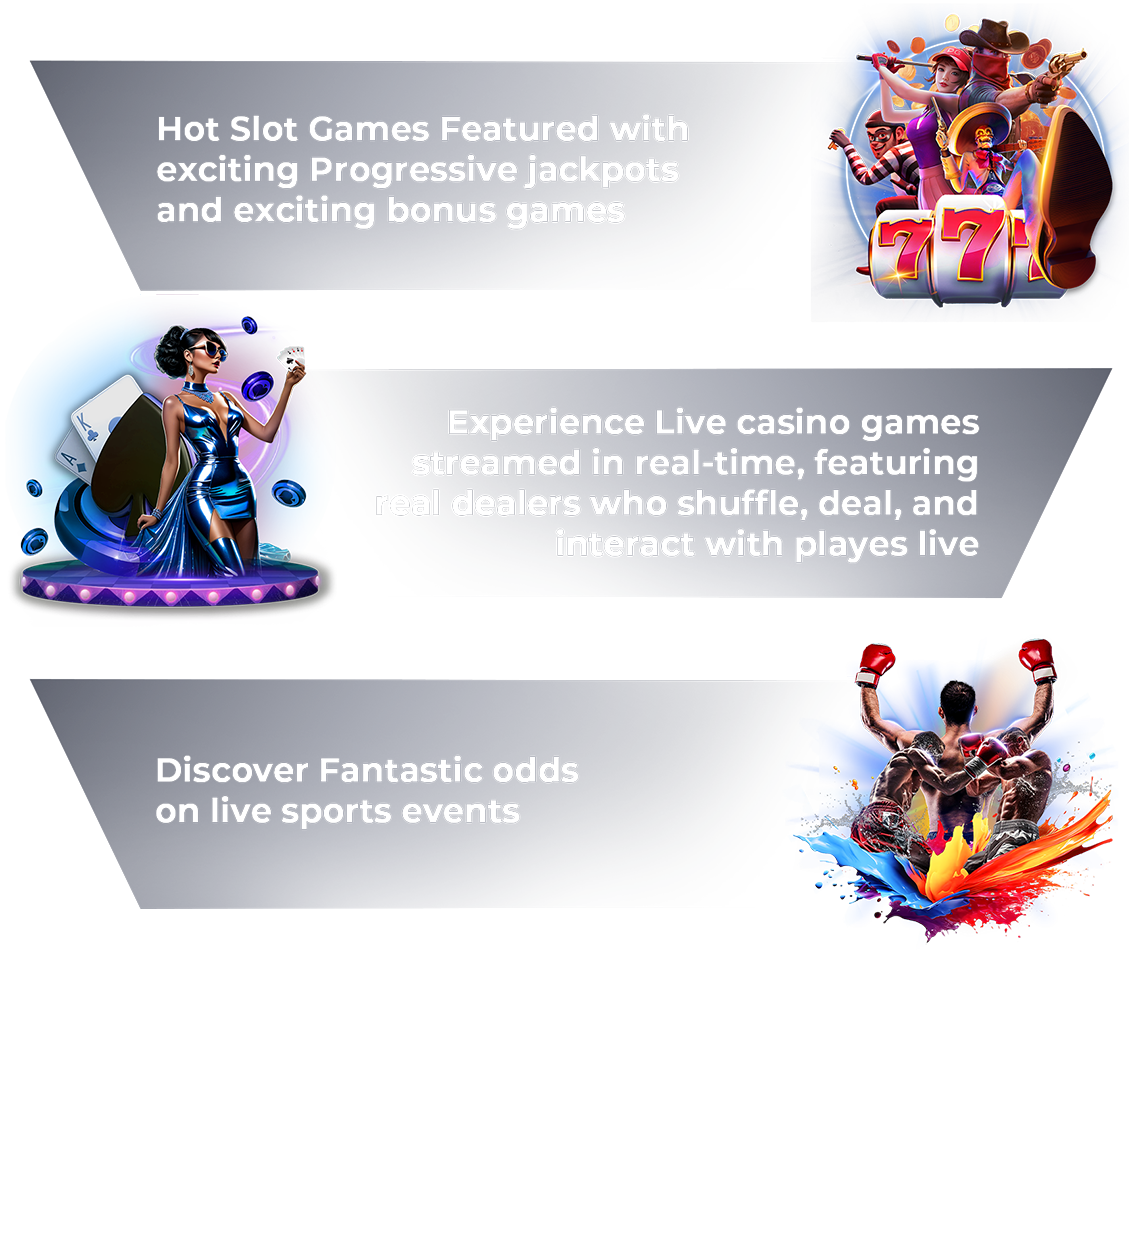 Hot Slot Games Featured with
exciting Progressive jackpots
and exciting bonus games
777
K
A
Experience Live casino games
streamed in real-time, featuring
real dealers who shuffle, deal, and
interact with playes live
Discover Fantastic odds
on live sports events